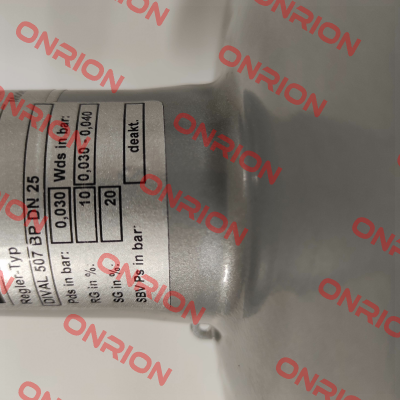 Regler-Typ
DIVAL 507 BP DN 25
Pds in bar: 0,030 Wds in bar:
RG in %: 10 0,030 - 0,040
SG in %: 20
SBV Ps in bar: deakt.
ONRION
ONRION
ONRION
ONRION
ONRION
ONRION
ONRION
ONRION
ONRION
ONRION